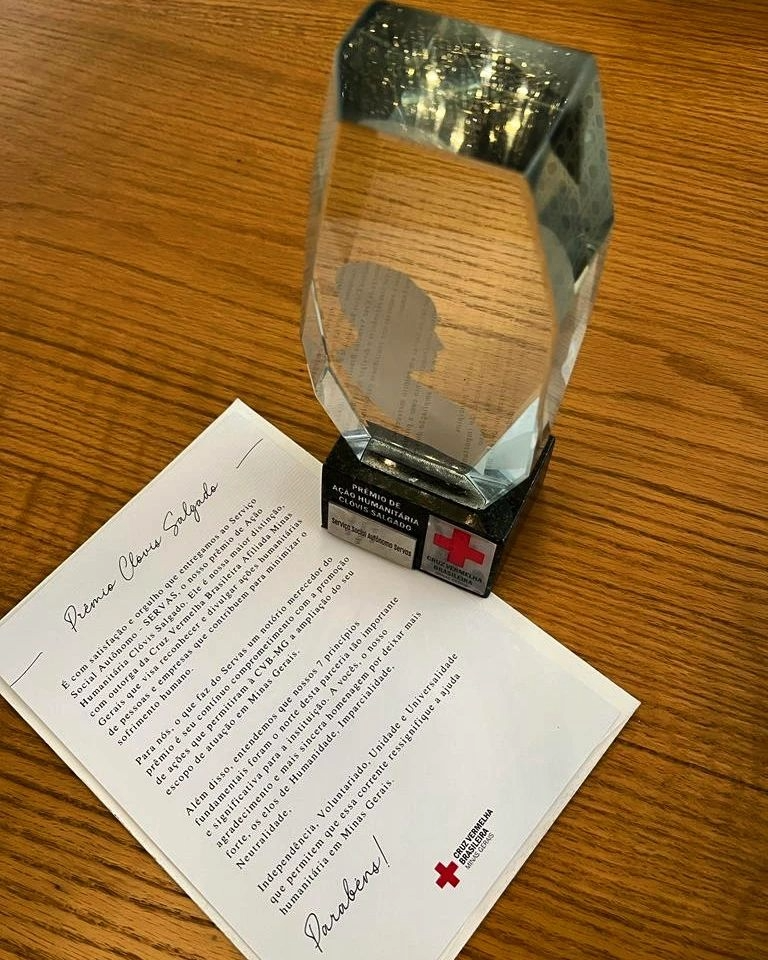 PRÊMIO DE
AÇÃO HUMANITÁRIA
CLÓVIS SALGADO
Serviço Social Autônomo Servas
CRUZ VERMELHA
BRASILEIRA
Prêmio Clóvis Salgado
É com satisfação e orgulho que entregamos ao Serviço
Social Autônomo - SERVAS, o nosso prêmio de Ação
Humanitária Clóvis Salgado. Ele é nossa maior distinção,
com outorga da Cruz Vermelha Brasileira Afiliada Minas
Gerais que visa reconhecer e divulgar ações humanitárias
de pessoas e empresas que contribuem para minimizar o
sofrimento humano.
Para nós, o que faz do Servas um notório merecedor do
prêmio é seu contínuo comprometimento com a promoção
de ações que permitiram à CVB-MG a ampliação do seu
escopo de atuação em Minas Gerais.
Além disso, entendemos que nossos 7 princípios
fundamentais foram o norte desta parceria tão importante
e significativa para a instituição. A vocês, o nosso
agradecimento e mais sincera homenagem por deixar mais
forte, os elos de Humanidade, Imparcialidade,
Neutralidade,
Independência, Voluntariado, Unidade e Universalidade
que permitem que essa corrente ressignifique a ajuda
humanitária em Minas Gerais.
Parabéns!
CRUZ VERMELHA
BRASILEIRA
MINAS GERAIS